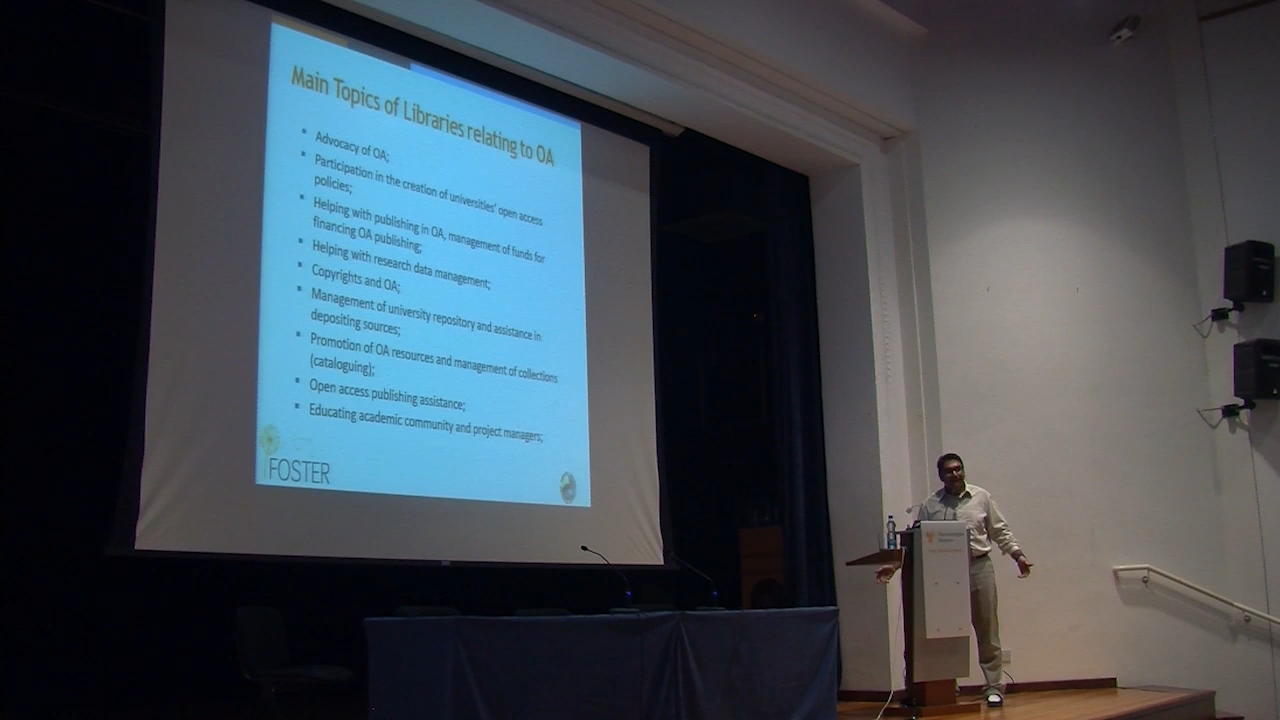 Main Topics of Libraries relating to OA
Advocacy of OA;
Participation in the creation of universities' open access
policies;
Helping with publishing in OA, management of funds for
financing OA publishing;
Helping with research data management;
Copyrights and OA;
Management of university repository and assistance in
depositing sources;
Promotion of OA resources and management of collections
(cataloguing);
Open access publishing assistance;
Educating academic community and project managers;
FOSTER